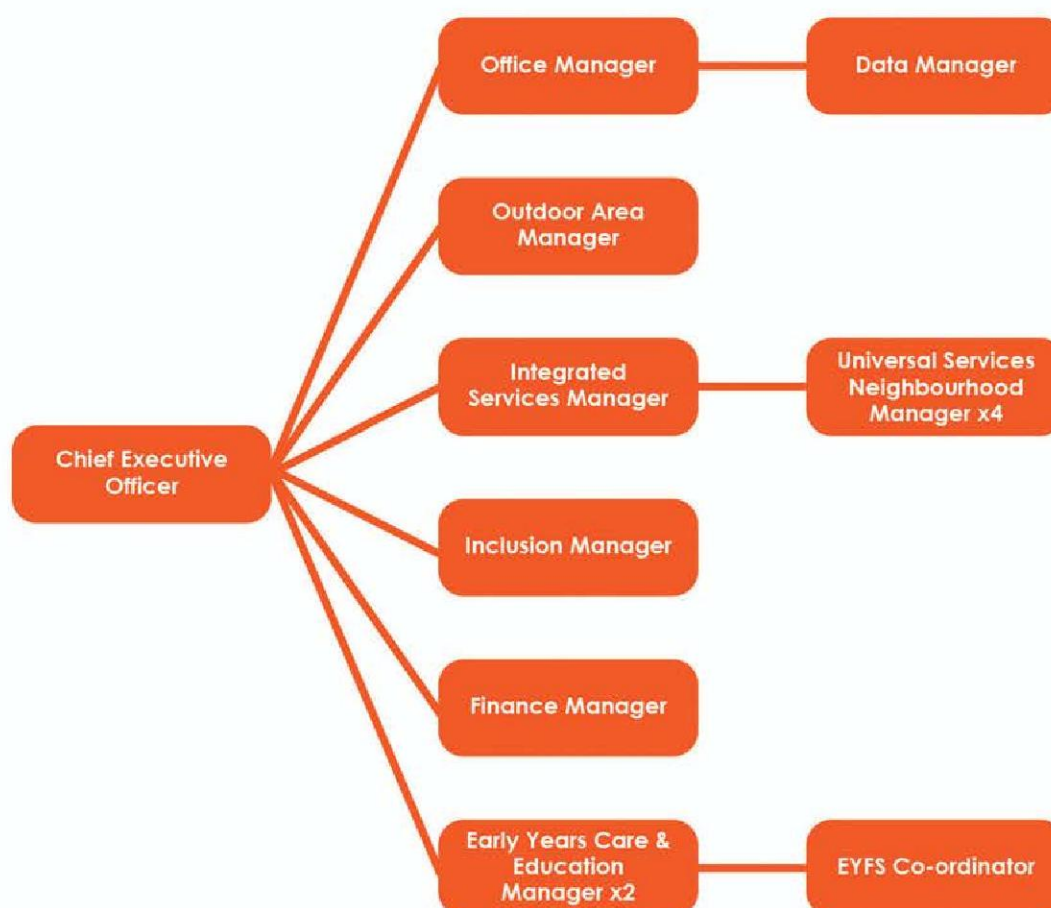 Office Manager
Data Manager
Outdoor Area
Manager
Integrated
Services Manager
Universal Services
Neighbourhood
Manager x4
Chief Executive
Officer
Inclusion Manager
Finance Manager
Early Years Care &
Education
Manager x2
EYFS Co-ordinator